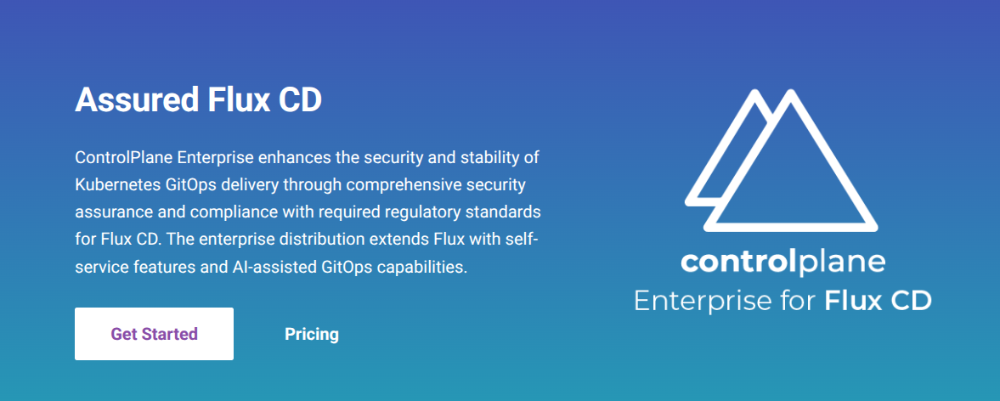 Assured Flux CD
ControlPlane Enterprise enhances the security and stability of
Kubernetes GitOps delivery through comprehensive security
assurance and compliance with required regulatory standards
for Flux CD. The enterprise distribution extends Flux with self-
service features and AI-assisted GitOps capabilities.
Get Started
Pricing
controlplane
Enterprise for Flux CD